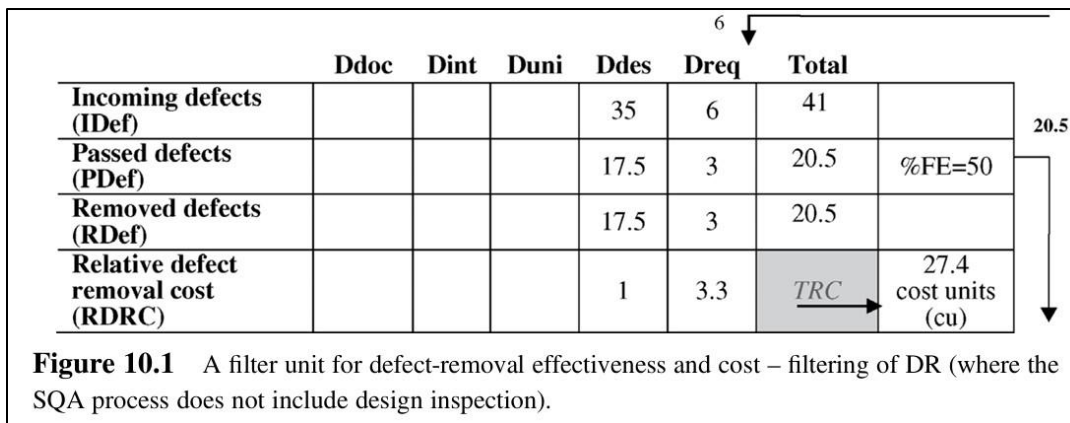 6
Ddoc Dint Duni Ddes Dreq Total
Incoming defects
(IDef) 35 6 41
20.5
Passed defects
(PDef) 17.5 3 20.5 %FE=50
Removed defects
(RDef) 17.5 3 20.5
Relative defect
removal cost
(RDRC) 1 3.3 TRC 27.4
cost units
(cu)
Figure 10.1 A filter unit for defect-removal effectiveness and cost – filtering of DR (where the
SQA process does not include design inspection).